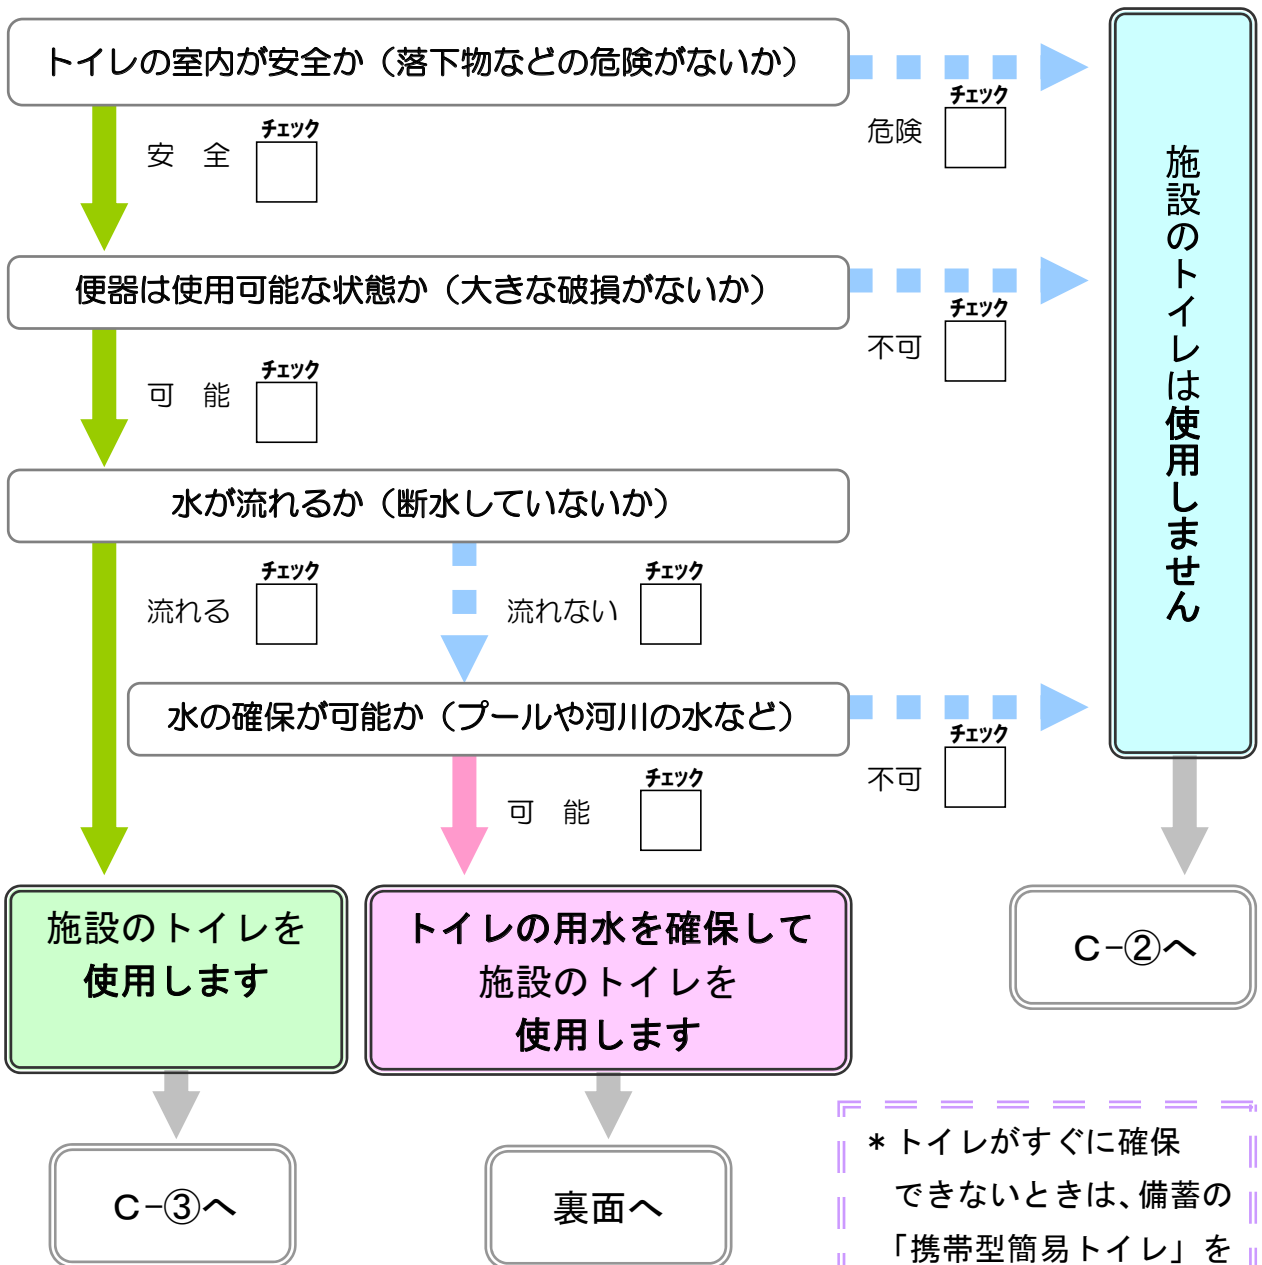 トイレの室内が安全か（落下物などの危険がないか）
チェック
安　全
チェック
危険
便器は使用可能な状態か（大きな破損がないか）
チェック
可　能
チェック
不可
水が流れるか（断水していないか）
チェック
流れる
チェック
流れない
水の確保が可能か（プールや河川の水など）
チェック
可　能
チェック
不可
施設のトイレは使用しません
施設のトイレを
使用します
トイレの用水を確保して
施設のトイレを
使用します
C-②へ
C-③へ
裏面へ
*トイレがすぐに確保
できないときは、備蓄の
「携帯型簡易トイレ」を